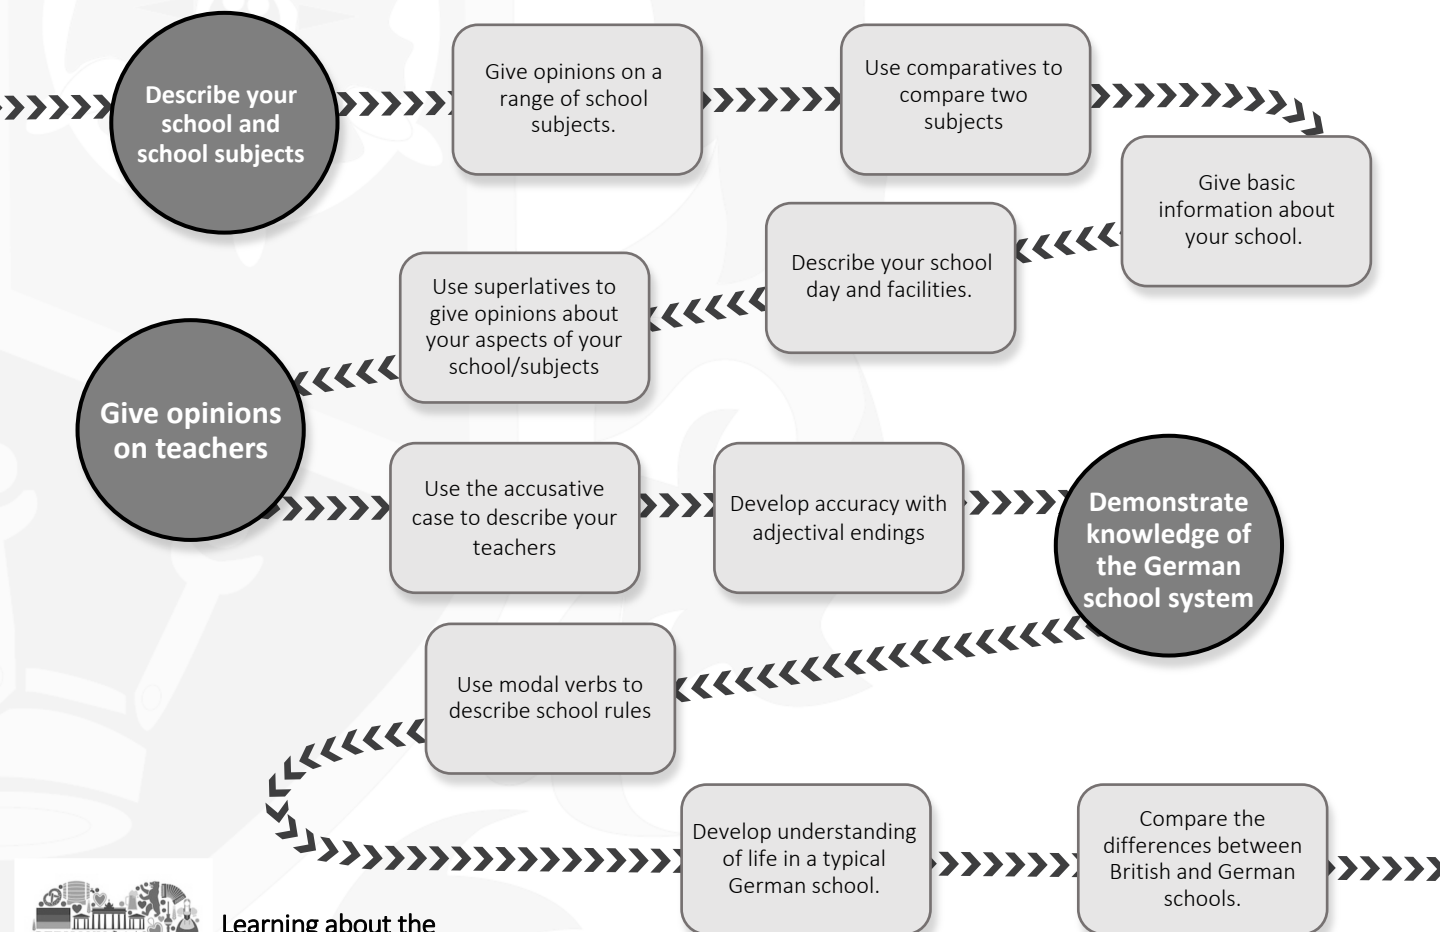 Describe your
school and
school subjects
Give opinions on a
range of school
subjects.
Use comparatives to
compare two
subjects
Give basic
information about
your school.
Describe your school
day and facilities.
Use superlatives to
give opinions about
your aspects of your
school/subjects
Give opinions
on teachers
Use the accusative
case to describe your
teachers
Develop accuracy with
adjectival endings
Demonstrate
knowledge of
the German
school system
Use modal verbs to
describe school rules
Develop understanding
of life in a typical
German school.
Compare the
differences between
British and German
schools.
Learning about the